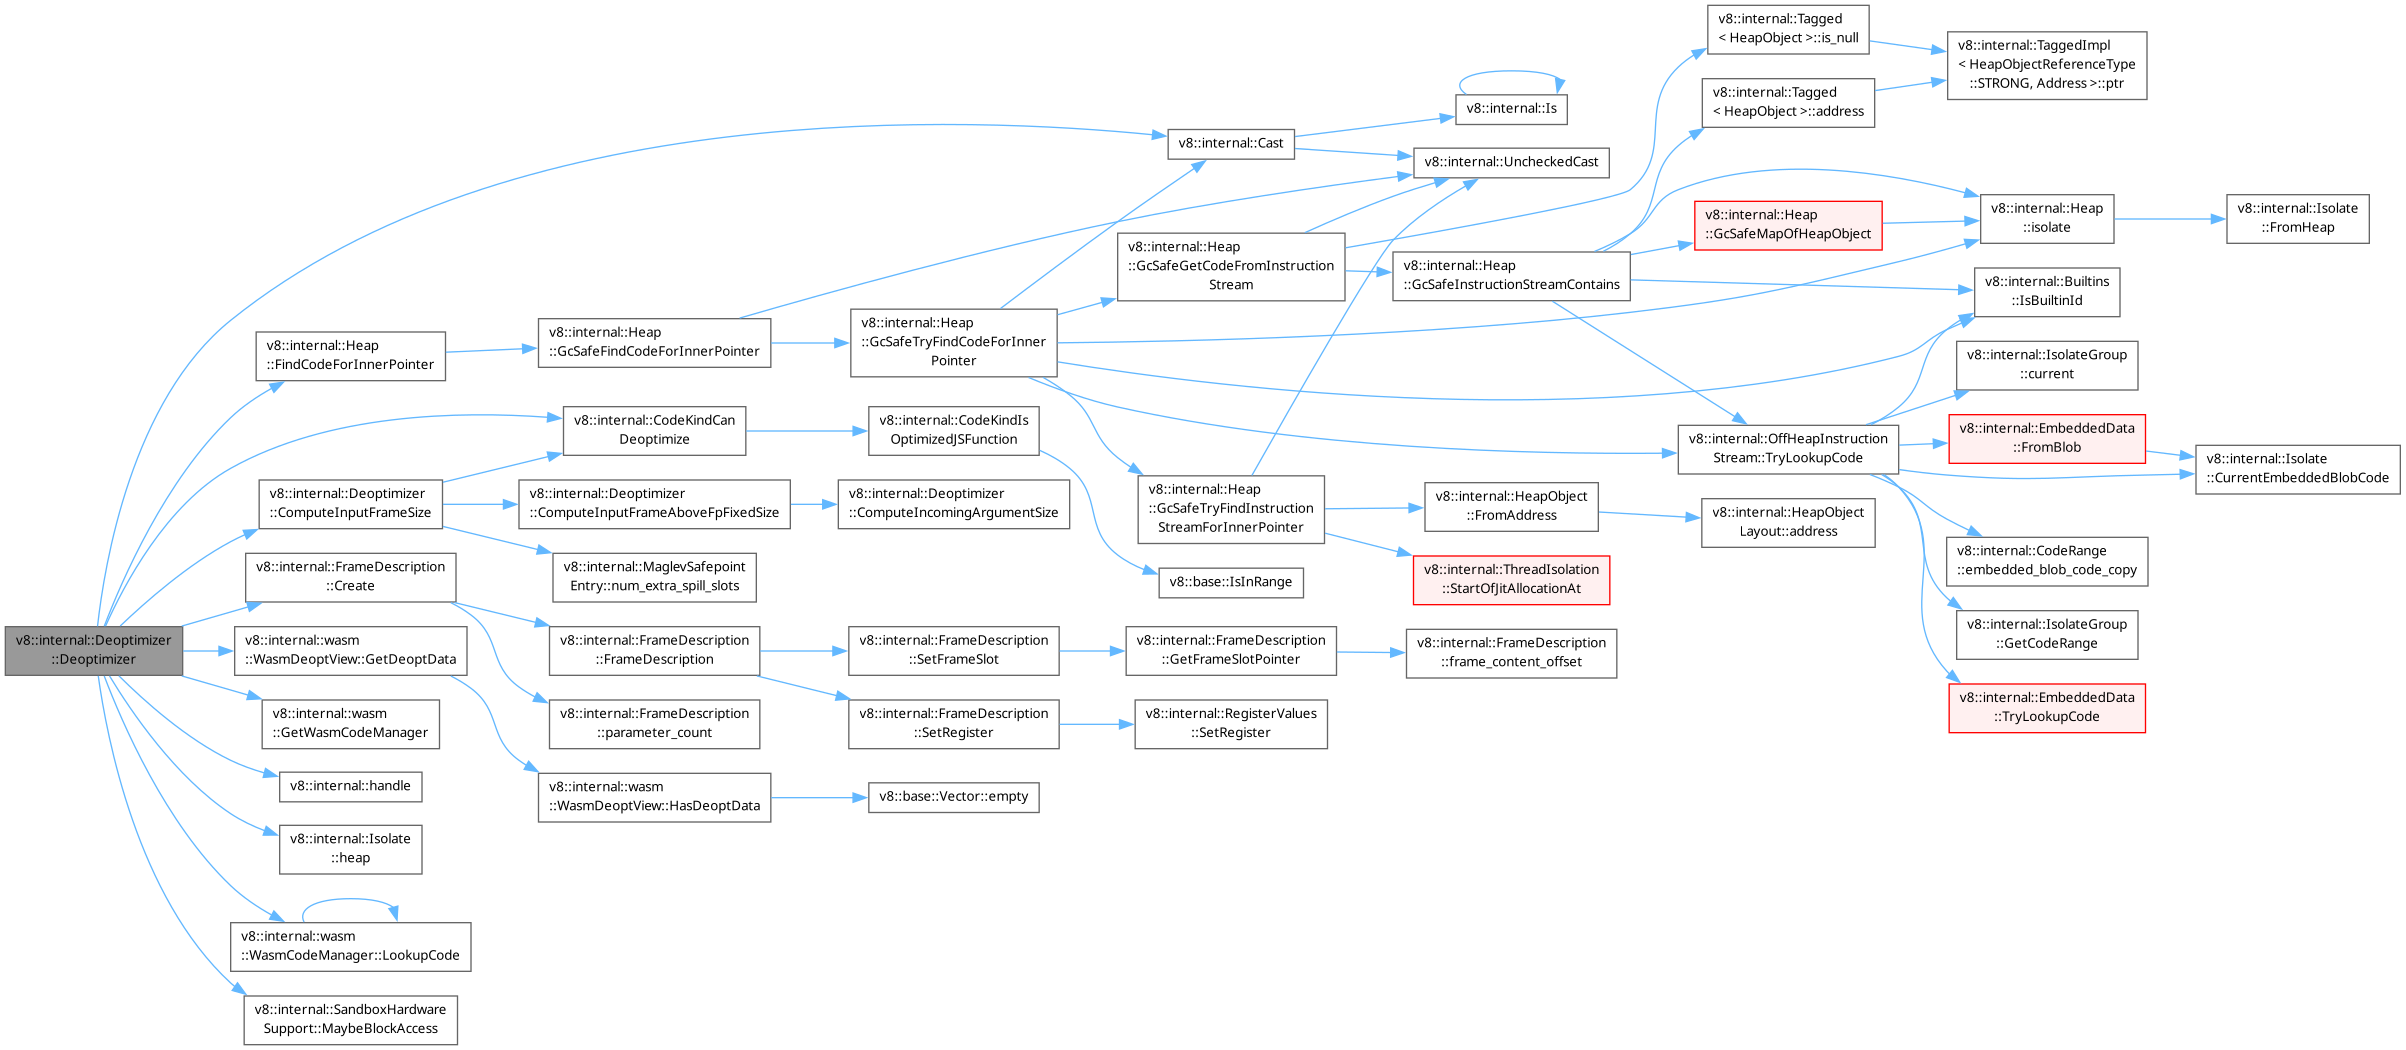 v8::internal::Deoptimizer
::Deoptimizer
v8::internal::Cast
v8::internal::Is
v8::internal::UncheckedCast
v8::internal::Heap
::FindCodeForInnerPointer
v8::internal::Heap
::GcSafeFindCodeForInnerPointer
v8::internal::Heap
::GcSafeTryFindCodeForInner
Pointer
v8::internal::Heap
::GcSafeGetCodeFromInstruction
Stream
v8::internal::Heap
::GcSafeInstructionStreamContains
v8::internal::Tagged
< HeapObject >::is_null
v8::internal::Tagged
< HeapObject >::address
v8::internal::TaggedImpl
< HeapObjectReferenceType
::STRONG, Address >::ptr
v8::internal::Heap
::GcSafeMapOfHeapObject
v8::internal::Heap
::isolate
v8::internal::Isolate
::FromHeap
v8::internal::Builtins
::IsBuiltinId
v8::internal::IsolateGroup
::current
v8::internal::OffHeapInstruction
Stream::TryLookupCode
v8::internal::EmbeddedData
::FromBlob
v8::internal::Isolate
::CurrentEmbeddedBlobCode
v8::internal::CodeRange
::embedded_blob_code_copy
v8::internal::IsolateGroup
::GetCodeRange
v8::internal::EmbeddedData
::TryLookupCode
v8::internal::Heap
::GcSafeTryFindInstruction
StreamForInnerPointer
v8::internal::HeapObject
::FromAddress
v8::internal::HeapObject
Layout::address
v8::internal::ThreadIsolation
::StartOfJitAllocationAt
v8::internal::CodeKindCan
Deoptimize
v8::internal::CodeKindIs
OptimizedJSFunction
v8::base::IsInRange
v8::internal::Deoptimizer
::ComputeInputFrameSize
v8::internal::Deoptimizer
::ComputeInputFrameAboveFpFixedSize
v8::internal::Deoptimizer
::ComputeIncomingArgumentSize
v8::internal::MaglevSafepoint
Entry::num_extra_spill_slots
v8::internal::FrameDescription
::Create
v8::internal::FrameDescription
::FrameDescription
v8::internal::FrameDescription
::SetFrameSlot
v8::internal::FrameDescription
::GetFrameSlotPointer
v8::internal::FrameDescription
::frame_content_offset
v8::internal::FrameDescription
::SetRegister
v8::internal::RegisterValues
::SetRegister
v8::internal::FrameDescription
::parameter_count
v8::internal::wasm
::WasmDeoptView::GetDeoptData
v8::internal::wasm
::WasmDeoptView::HasDeoptData
v8::base::Vector::empty
v8::internal::wasm
::GetWasmCodeManager
v8::internal::handle
v8::internal::Isolate
::heap
v8::internal::wasm
::WasmCodeManager::LookupCode
v8::internal::SandboxHardware
Support::MaybeBlockAccess